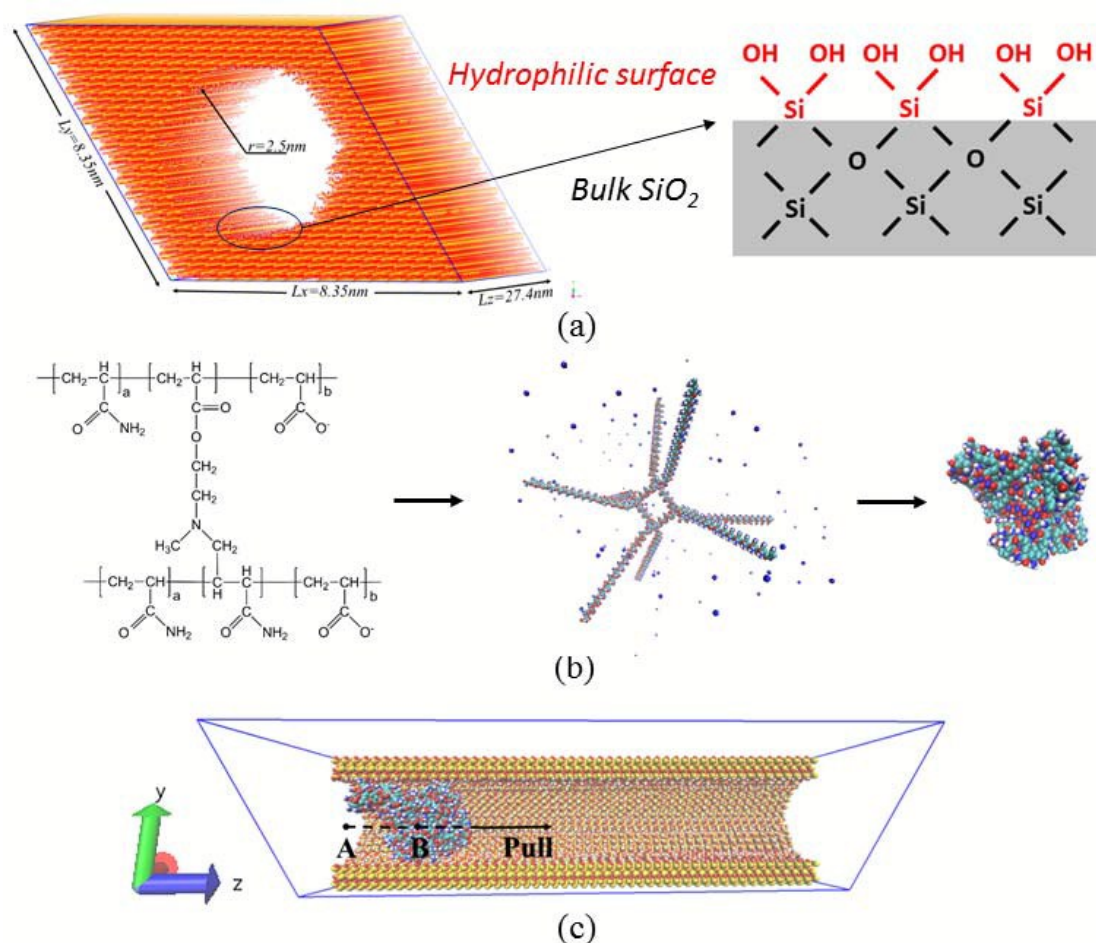 OH OH OH OH OH OH
Hydrophilic surface
Si Si Si
Ly=8.35nm
r=2.5nm
O O
Bulk SiO2
Si Si Si
Lx=8.35nm
Lz=27.4nm
(a)
H
CH2 CH CH2 C CH2 CH
a b
C C=O C
O NH2 O O O-
CH2
CH2
N
H3C CH2
CH2 CH C C CH2 CH
a H H b
C C C
O NH2 O NH2 O O-
(b)
y
A B Pull
z
(c)